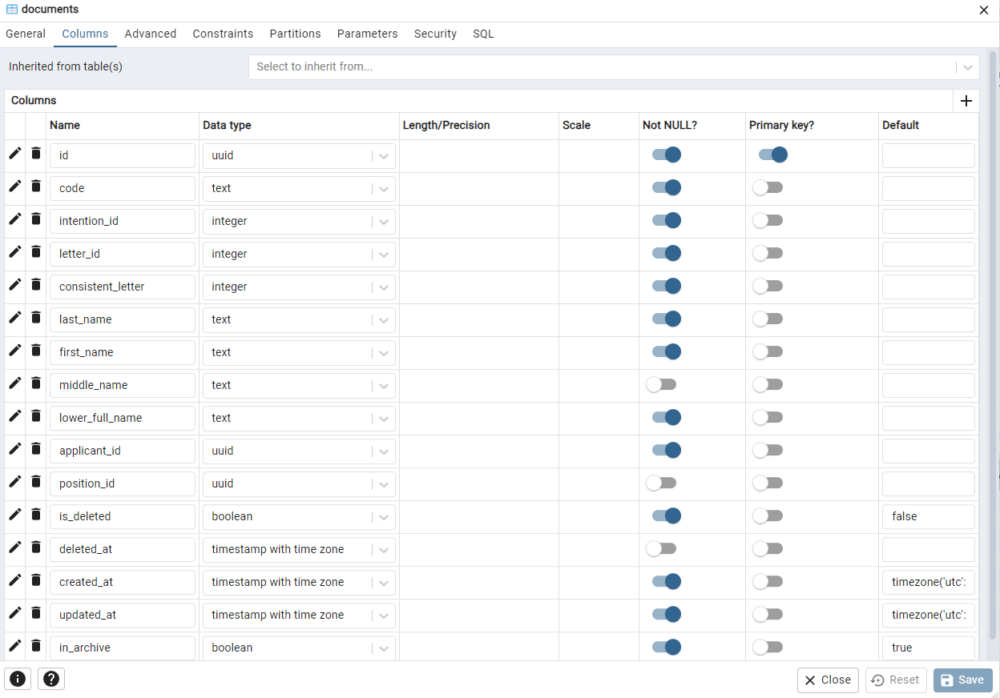 documents
General Columns Advanced Constraints Partitions Parameters Security SQL
Inherited from table(s) Select to inherit from...
Columns
Name Data type Length/Precision Scale Not NULL? Primary key? Default
id uuid
code text
intention_id integer
letter_id integer
consistent_letter integer
last_name text
first_name text
middle_name text
lower_full_name text
applicant_id uuid
position_id uuid
is_deleted boolean false
deleted_at timestamp with time zone
created_at timestamp with time zone timezone('utc':
updated_at timestamp with time zone timezone('utc':
in_archive boolean true
Close Reset Save